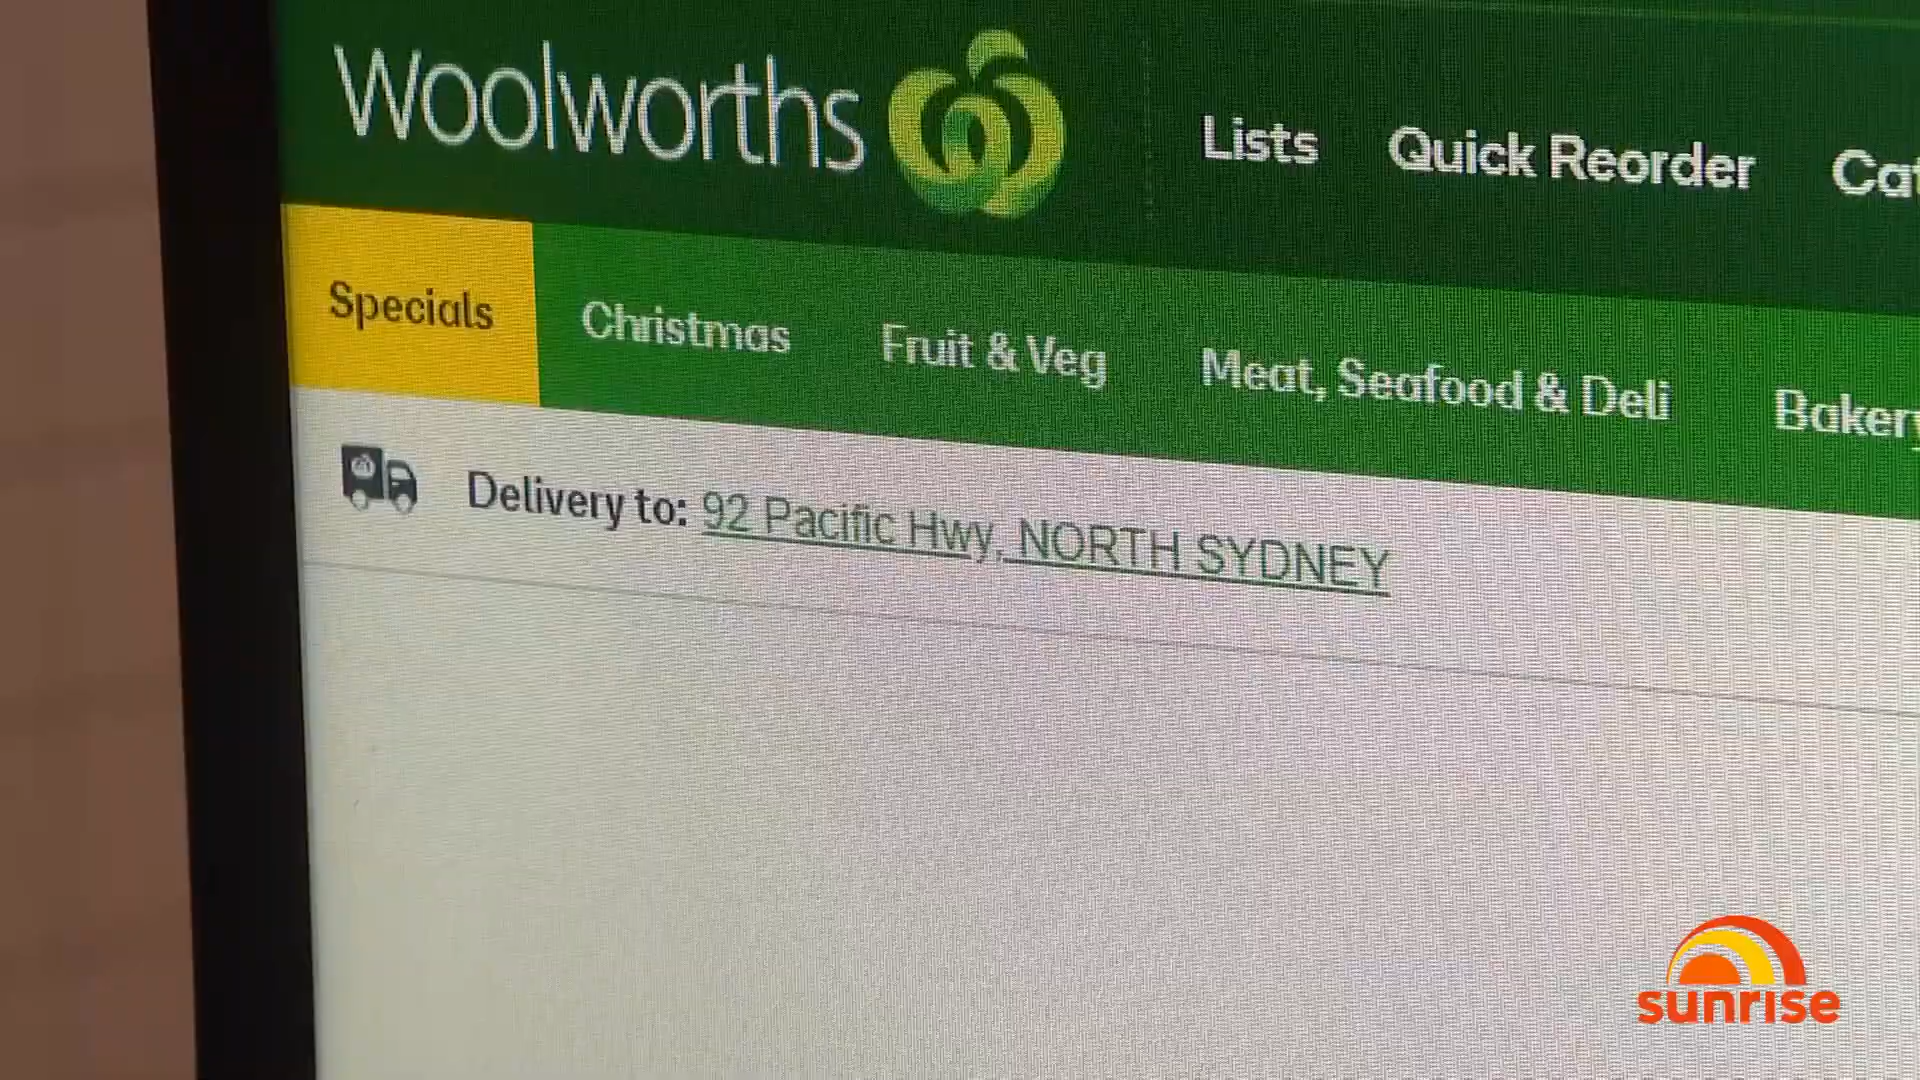 Woolworths
Lists Quick Reorder
Specials Christmas Fruit & Veg Meat, Seafood & Deli Bakery
Delivery to: 92 Pacific Hwy, NORTH SYDNEY
sunrise